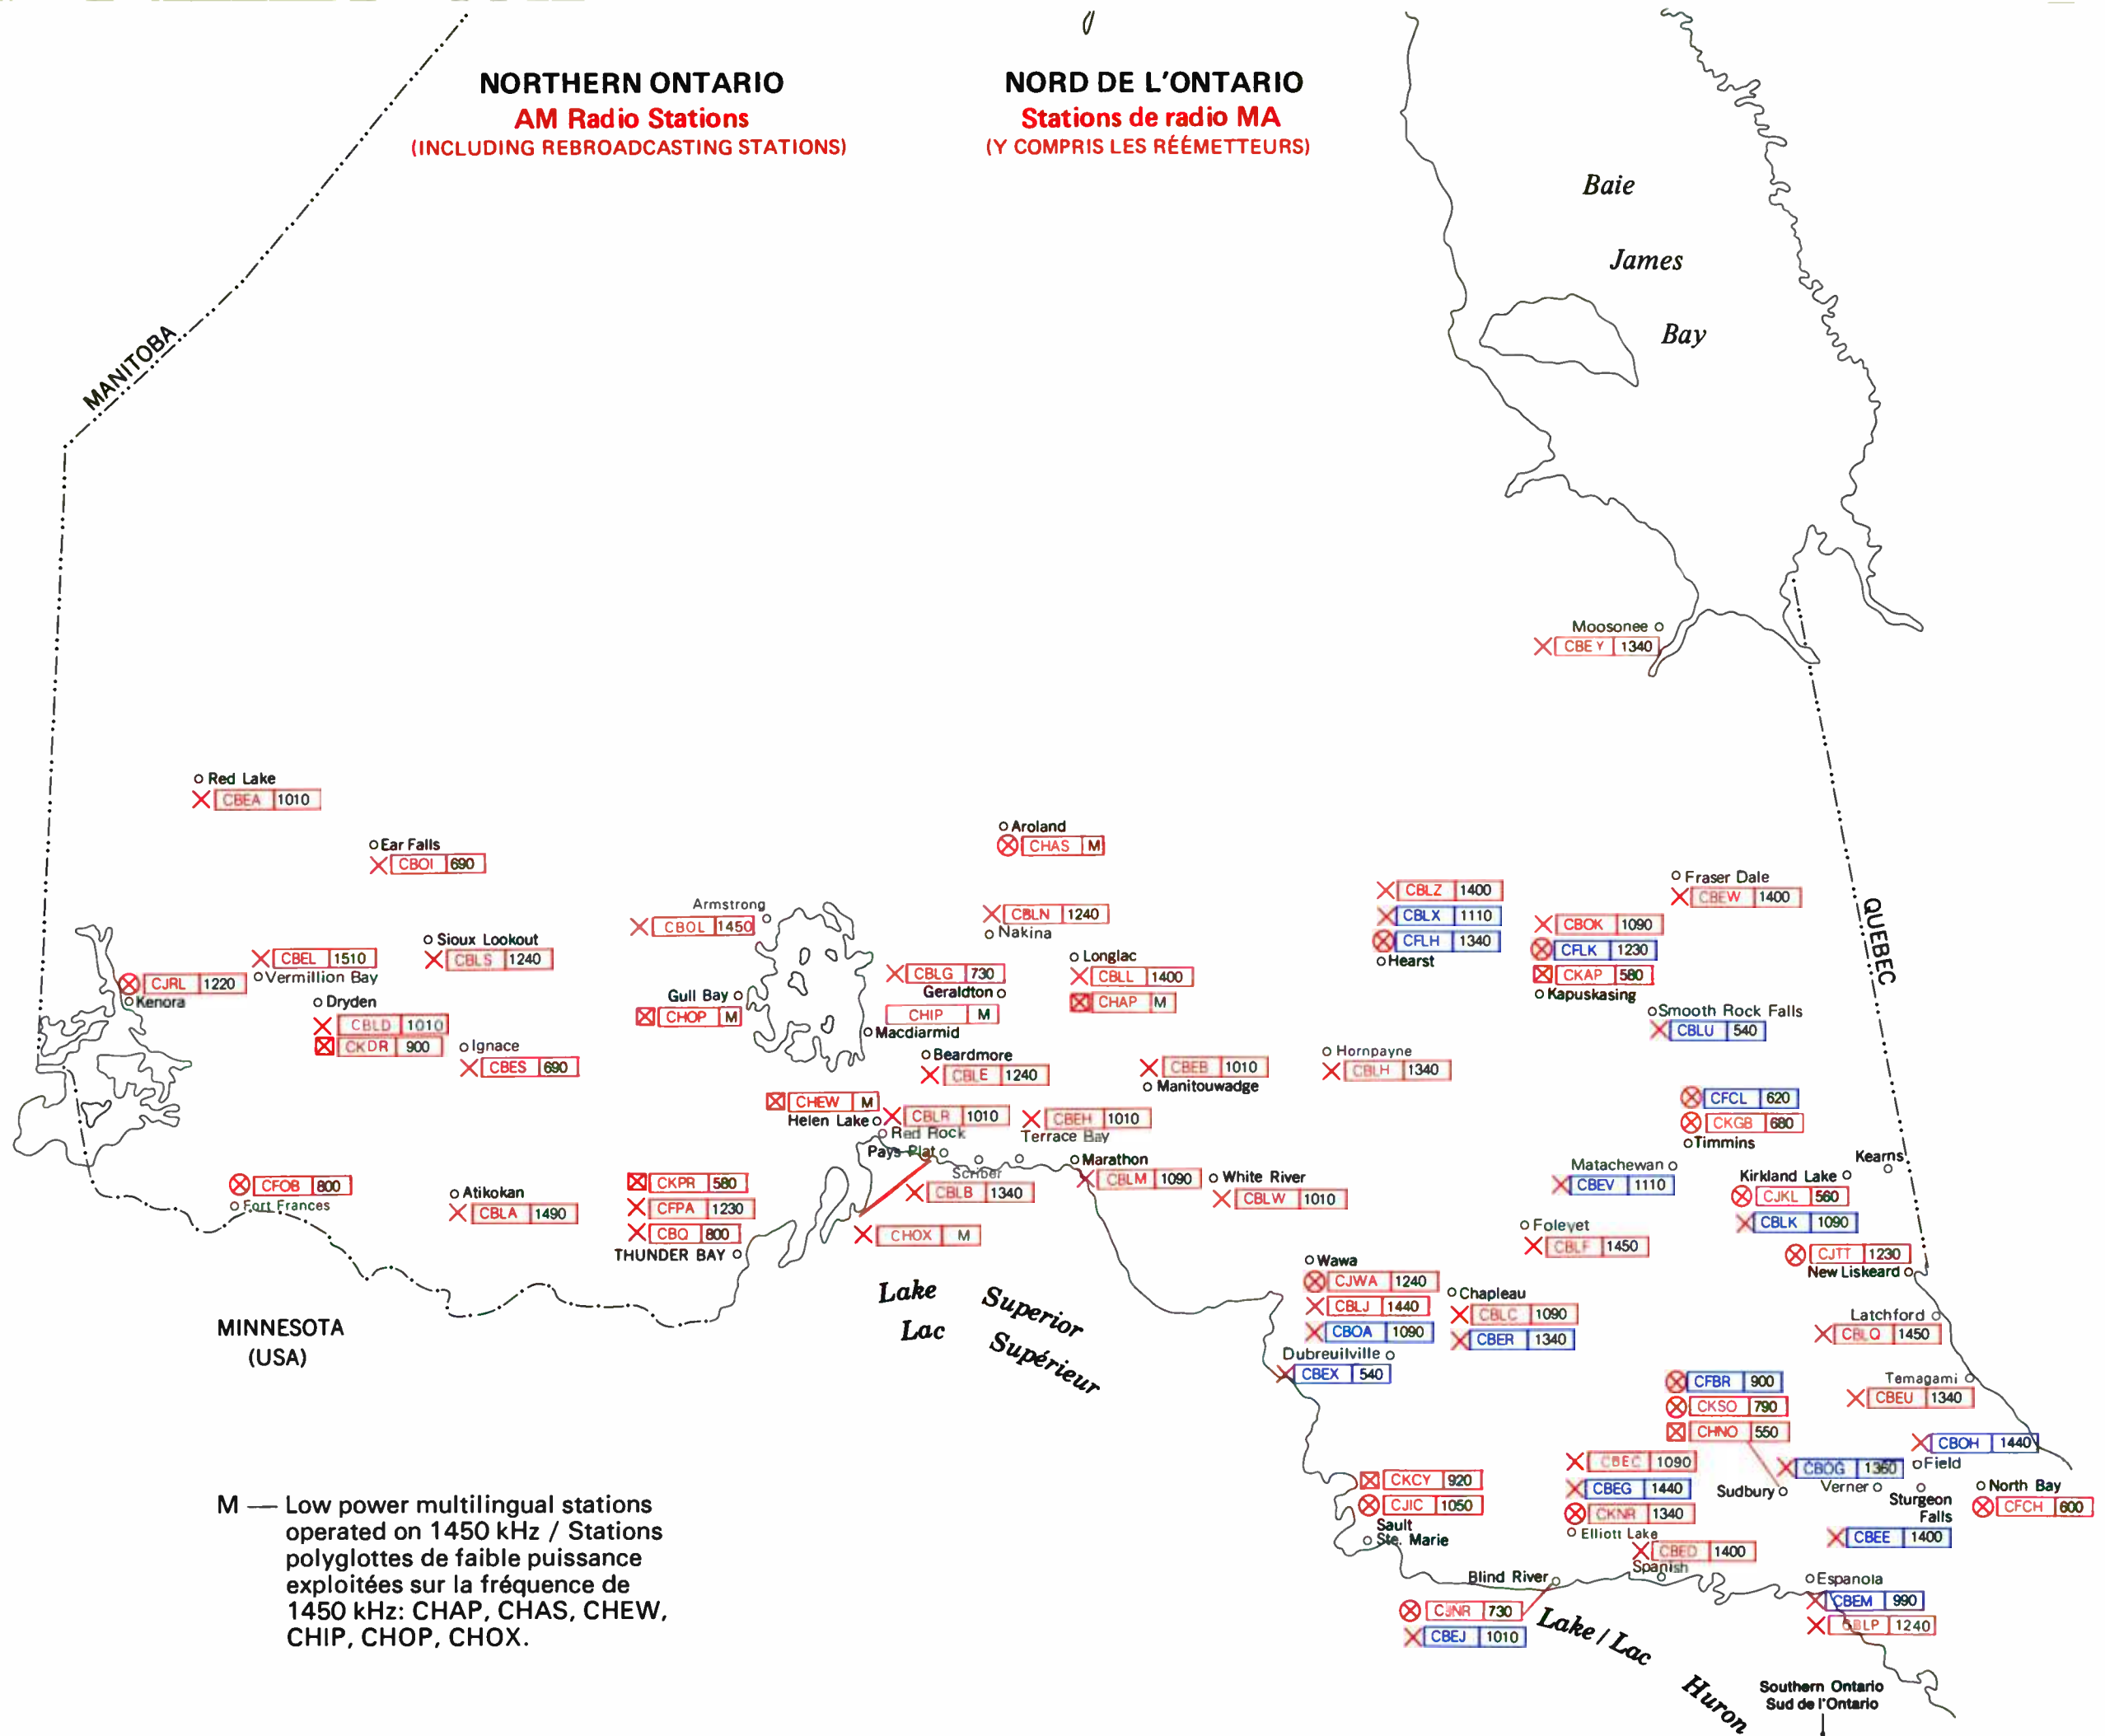 NORTHERN ONTARIO
AM Radio Stations
(INCLUDING REBROADCASTING STATIONS)
NORD DE L'ONTARIO
Stations de radio MA
(Y COMPRIS LES RÉÉMETTEURS)
Baie
James
Bay
MANITOBA
QUEBEC
Moosonee
CBEY 1340
Red Lake
CBEA 1010
Ear Falls
CBOI 690
Aroland
CHAS M
Armstrong
CBOL 1450
CBLN 1240
Nakina
CBLZ 1400
CBLX 1110
CFLH 1340
Hearst
Fraser Dale
CBEW 1400
CBOK 1090
CFLK 1230
CKAP 580
Kapuskasing
CBEL 1510
Vermillion Bay
Sioux Lookout
CBLS 1240
CJRL 1220
Kenora
Dryden
CBLD 1010
CKDR 900
Ignace
CBES 690
Gull Bay
CHOP M
CBLG 730
Geraldton
CHIP M
Macdiarmid
Longlac
CBLL 1400
CHAP M
Smooth Rock Falls
CBLU 540
Beardmore
CBLE 1240
CBEB 1010
Manitouwadge
Hornpayne
CBLH 1340
CHEW M
Helen Lake
CBLR 1010
Red Rock
CBEH 1010
Terrace Bay
CFCL 620
CKGB 680
Timmins
Pays Plat
Scriber
CBLB 1340
Marathon
CBLM 1090
White River
CBLW 1010
Matachewan
CBEV 1110
Kearns
Kirkland Lake
CJKL 560
CBLK 1090
CFOB 800
Fort Frances
Atikokan
CBLA 1490
CKPR 580
CFPA 1230
CBQ 800
THUNDER BAY
CHOX M
Foleyet
CBLF 1450
CJTT 1230
New Liskeard
Wawa
CJWA 1240
CBLJ 1440
CBOA 1090
Chapleau
CBLC 1090
CBER 1340
Dubreuilville
CBEX 540
Latchford
CBLQ 1450
Temagami
CBEU 1340
Lake Superior
Lac Supérieur
MINNESOTA
(USA)
CFBR 900
CKSO 790
CHNO 550
Sudbury
CBOH 1440
Field
CBOG 1360
Verner
Sturgeon
Falls
CBEE 1400
North Bay
CFCH 600
CKCY 920
CJIC 1050
Sault
Ste. Marie
CBEC 1090
CBEG 1440
CKNR 1340
Elliott Lake
CBED 1400
Spanish
Blind River
CJNR 730
CBEJ 1010
Espanola
CBEM 990
CBLP 1240
Lake / Lac Huron
Southern Ontario
Sud de l'Ontario
M — Low power multilingual stations
operated on 1450 kHz / Stations
polyglottes de faible puissance
exploitées sur la fréquence de
1450 kHz: CHAP, CHAS, CHEW,
CHIP, CHOP, CHOX.